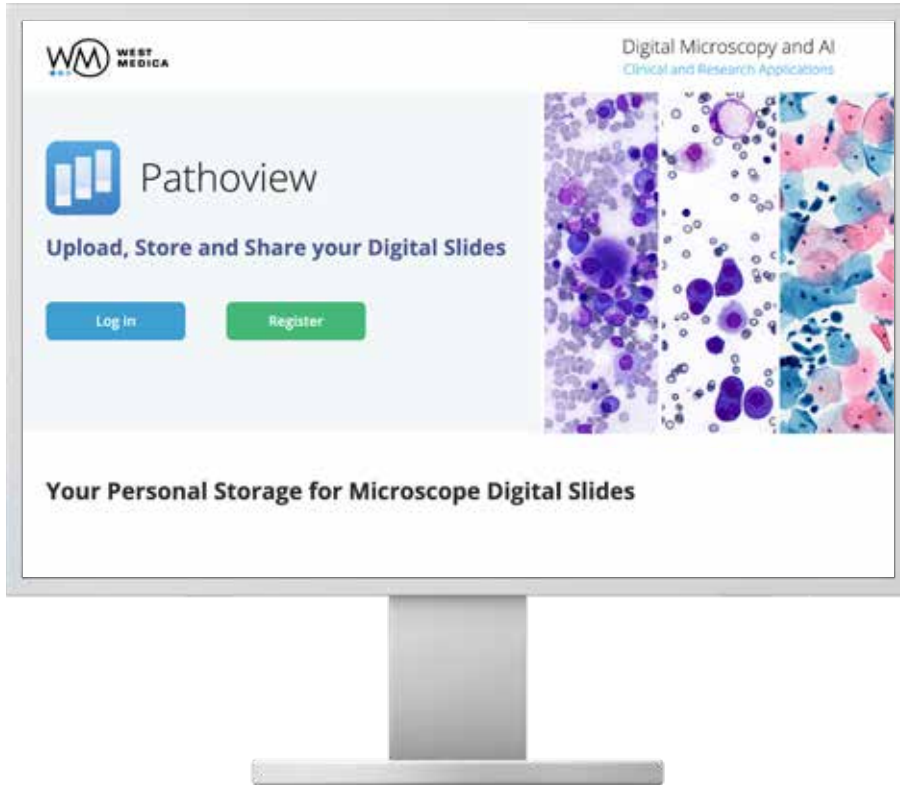 WM WEST
MEDICA
Digital Microscopy and AI
Clinical and Research Applications
Pathoview
Upload, Store and Share your Digital Slides
Log in
Register
Your Personal Storage for Microscope Digital Slides